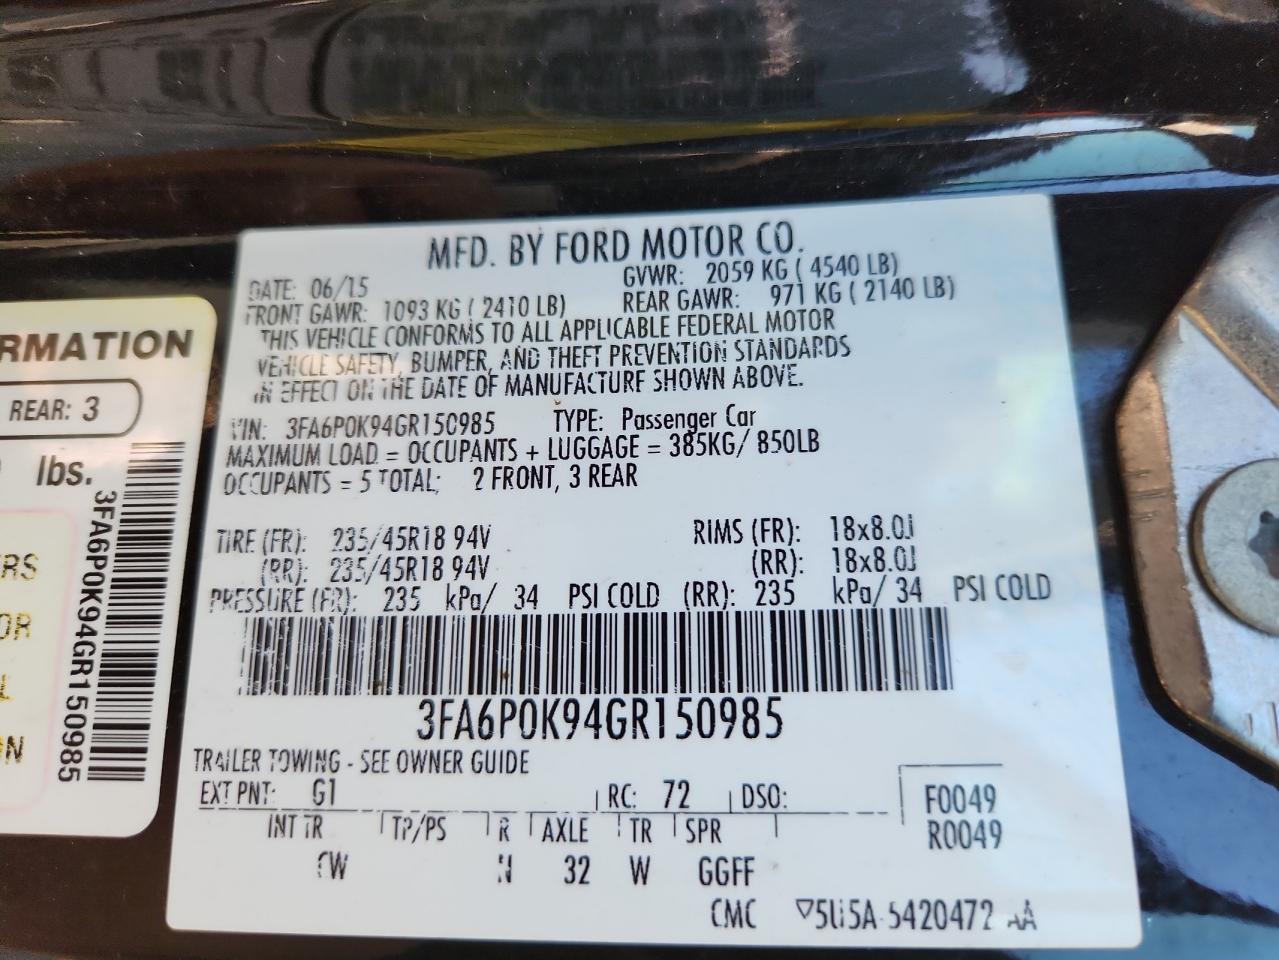 MFD. BY FORD MOTOR CO.
DATE: 06/15 GVWR: 2059 KG ( 4540 LB)
FRONT GAWR: 1093 KG ( 2410 LB) REAR GAWR: 971 KG ( 2140 LB)
THIS VEHICLE CONFORMS TO ALL APPLICABLE FEDERAL MOTOR
VEHICLE SAFETY, BUMPER, AND THEFT PREVENTION STANDARDS
IN EFFECT ON THE DATE OF MANUFACTURE SHOWN ABOVE.
VIN: 3FA6P0K94GR150985 TYPE: Passenger Car
MAXIMUM LOAD = OCCUPANTS + LUGGAGE = 385KG/ 850LB
OCCUPANTS = 5 TOTAL; 2 FRONT, 3 REAR
TIRE (FR): 235/45R18 94V RIMS (FR): 18x8.0J
(RR): 235/45R18 94V (RR): 18x8.0J
PRESSURE (FR): 235 kPa/ 34 PSI COLD (RR): 235 kPa/ 34 PSI COLD
3FA6P0K94GR150985
TRAILER TOWING - SEE OWNER GUIDE
EXT PNT: G1 RC: 72 DSO: F0049
INT TR TP/PS R AXLE TR SPR R0049
CW N 32 W GGFF
CMC ▽5U5A-5420472-AA
RMATION
REAR: 3
lbs.
3FA6P0K94GR150985
RS
OR
L
ON